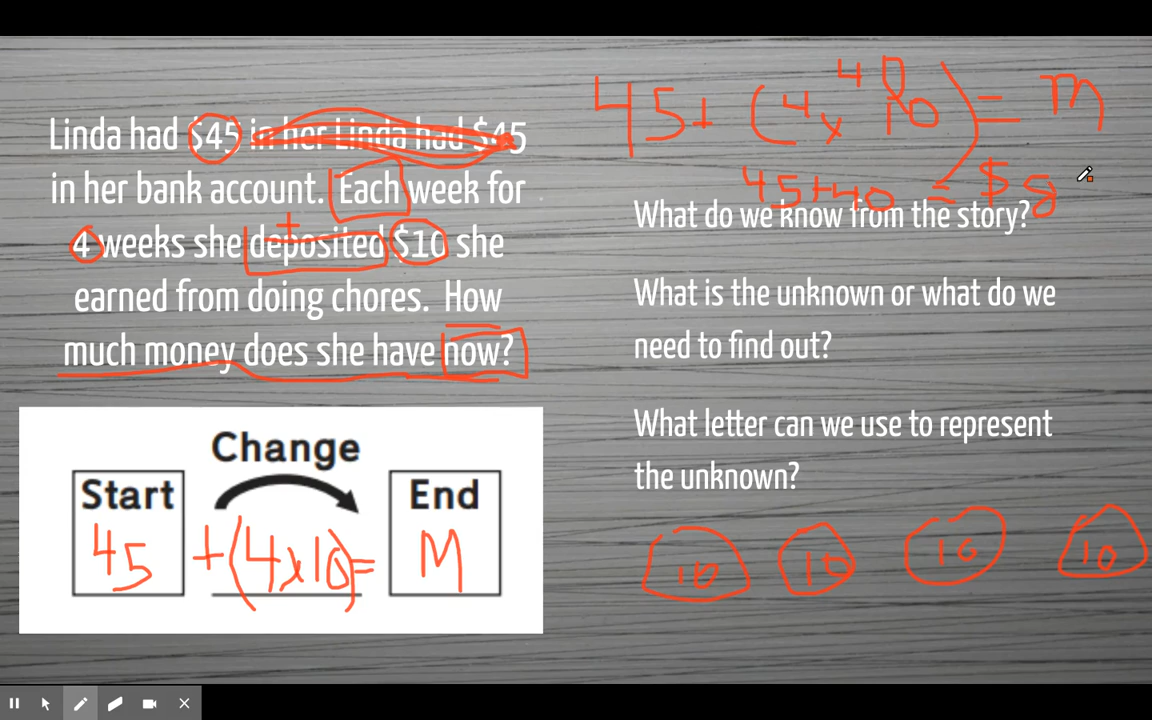 Linda had $45 in her Linda had $45
in her bank account. Each week for
+
4 weeks she deposited $10 she
earned from doing chores. How
much money does she have now?
45+ (4x10) = m
40
45+40 = $8
What do we know from the story?
What is the unknown or what do we
need to find out?
What letter can we use to represent
the unknown?
Change
Start
End
45 +(4x10)= M
10 10 10 10